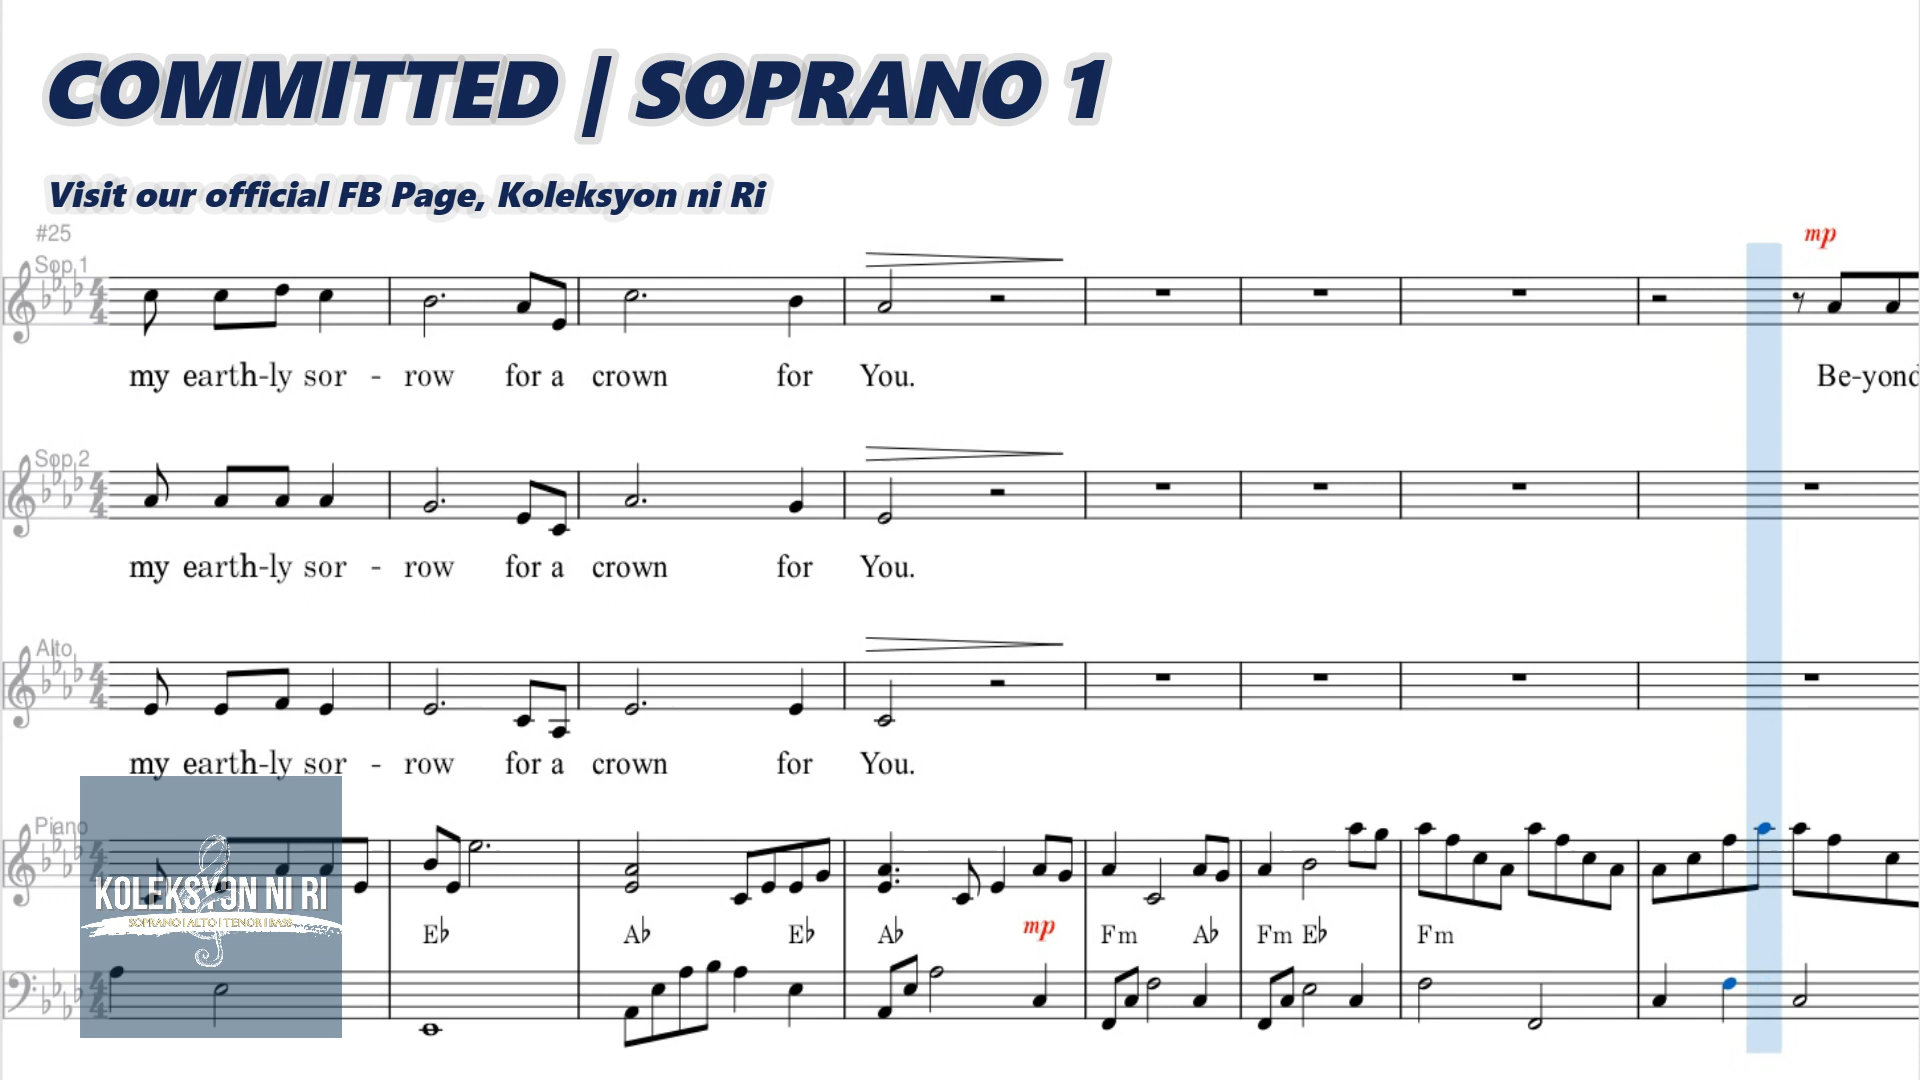 COMMITTED | SOPRANO 1
Visit our official FB Page, Koleksyon ni Ri
#25
mp
Sop.1
my earth-ly sor - row for a crown for You. Be-yond
Sop.2
my earth-ly sor - row for a crown for You.
Alto
my earth-ly sor - row for a crown for You.
Piano
KOLEKSYON NI RI
SOPRANO | ALTO | TENOR | BASS
E♭ A♭ E♭ A♭ mp Fm A♭ Fm E♭ Fm